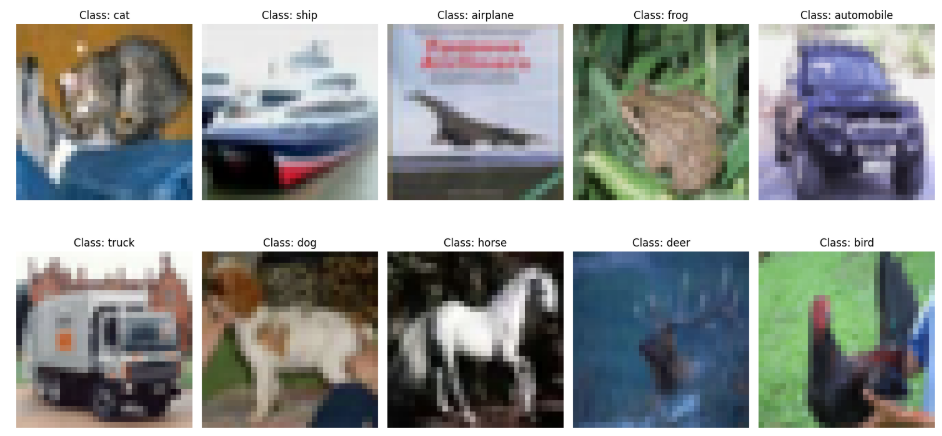 Class: cat
Class: ship
Class: airplane
Class: frog
Class: automobile
Class: truck
Class: dog
Class: horse
Class: deer
Class: bird